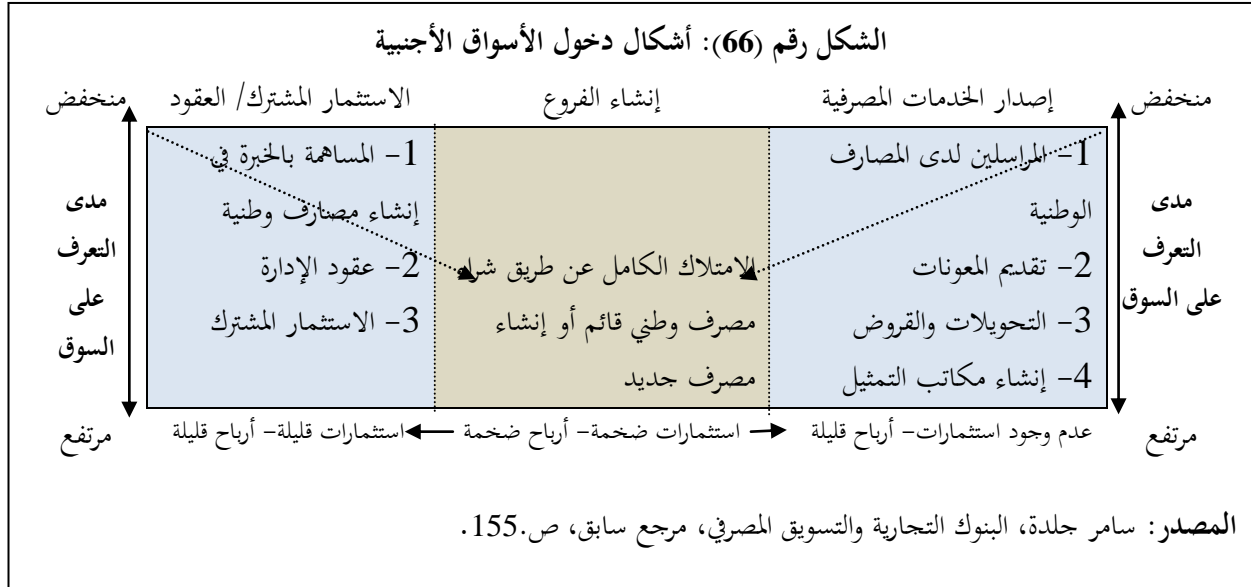 الشكل رقم (66): أشكال دخول الأسواق الأجنبية
منخفض
إصدار الخدمات المصرفية
إنشاء الفروع
الاستثمار المشترك/ العقود
منخفض
مدى
التعرف
على السوق
1- المراسلين لدى المصارف
الوطنية
2- تقديم المعونات
3- التحويلات والقروض
4- إنشاء مكاتب التمثيل
الامتلاك الكامل عن طريق شراء
مصرف وطني قائم أو إنشاء
مصرف جديد
1- المساهمة بالخبرة في
إنشاء مصارف وطنية
2- عقود الإدارة
3- الاستثمار المشترك
مدى
التعرف
على
السوق
مرتفع
عدم وجود استثمارات- أرباح قليلة
استثمارات ضخمة- أرباح ضخمة
استثمارات قليلة- أرباح قليلة
مرتفع
المصدر: سامر جلدة، البنوك التجارية والتسويق المصرفي، مرجع سابق، ص.155.